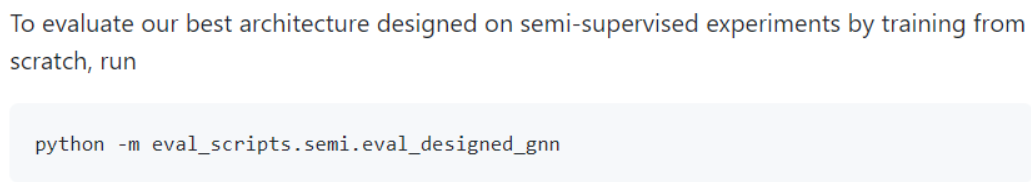 To evaluate our best architecture designed on semi-supervised experiments by training from
scratch, run
python -m eval_scripts.semi.eval_designed_gnn